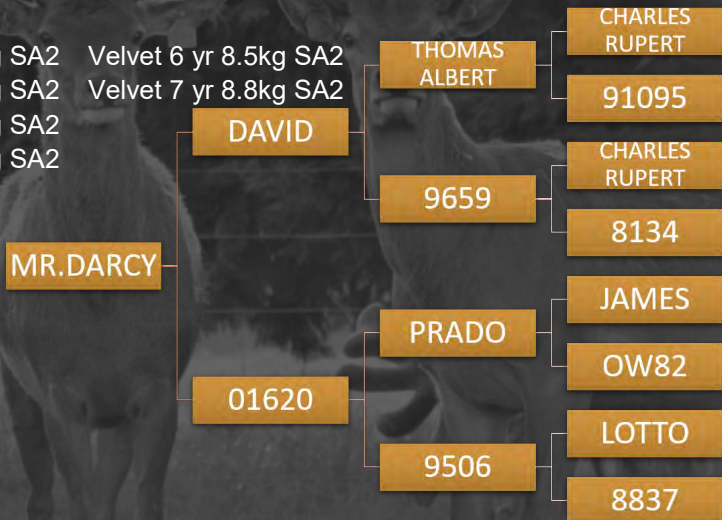 SA2 Velvet 6 yr 8.5kg SA2
SA2 Velvet 7 yr 8.8kg SA2
SA2
SA2
MR.DARCY
DAVID
01620
THOMAS
ALBERT
9659
PRADO
9506
CHARLES
RUPERT
91095
CHARLES
RUPERT
8134
JAMES
OW82
LOTTO
8837